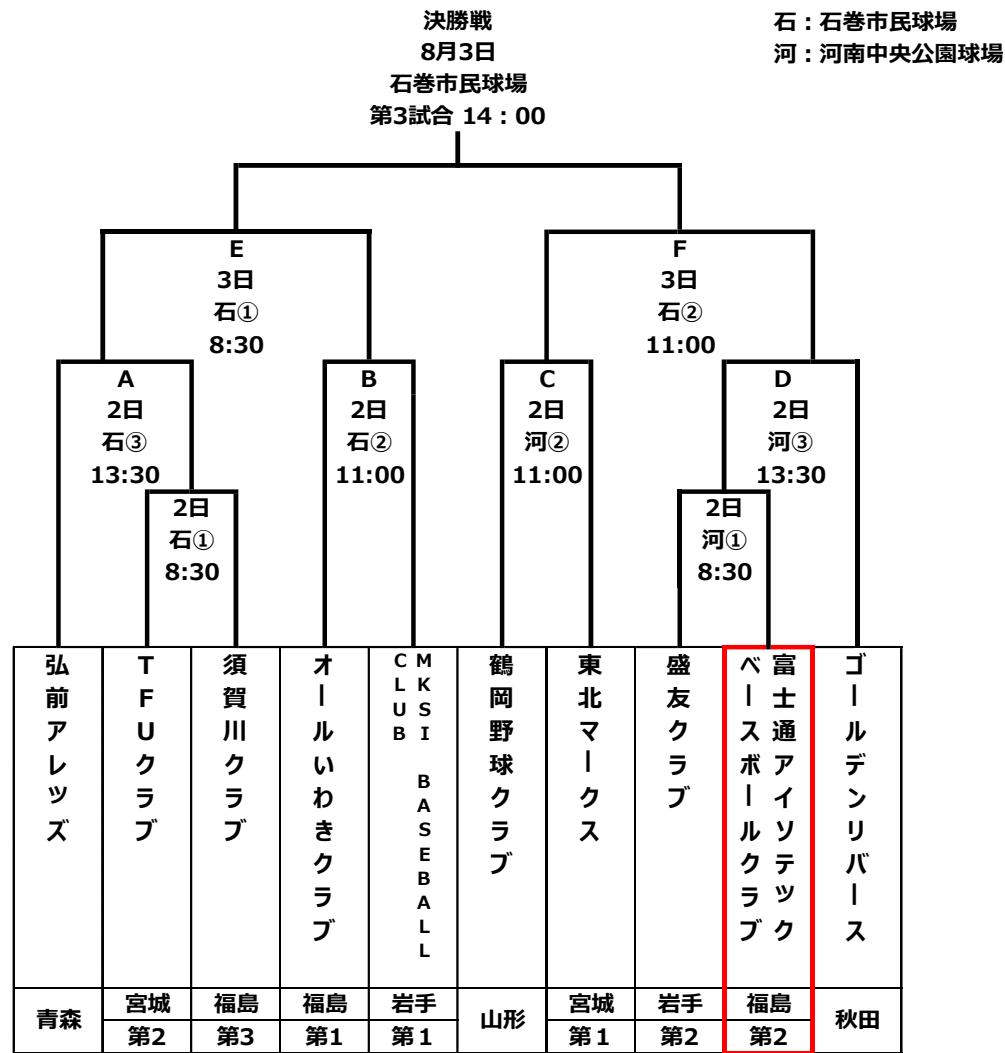 決勝戦
8月3日
石巻市民球場
第3試合 14：00
石：石巻市民球場
河：河南中央公園球場
E
3日
石①
8:30
F
3日
石②
11:00
A
2日
石③
13:30
B
2日
石②
11:00
C
2日
河②
11:00
D
2日
河③
13:30
2日
石①
8:30
2日
河①
8:30
弘前アレッズ
TFUクラブ
須賀川クラブ
オールいわきクラブ
MKSI BASEBALL
CLUB
鶴岡野球クラブ
東北マークス
盛友クラブ
富士通アイソテック
ベースボールクラブ
ゴールデンリバース
青森
宮城
第2
福島
第3
福島
第1
岩手
第１
山形
宮城
第１
岩手
第2
福島
第2
秋田